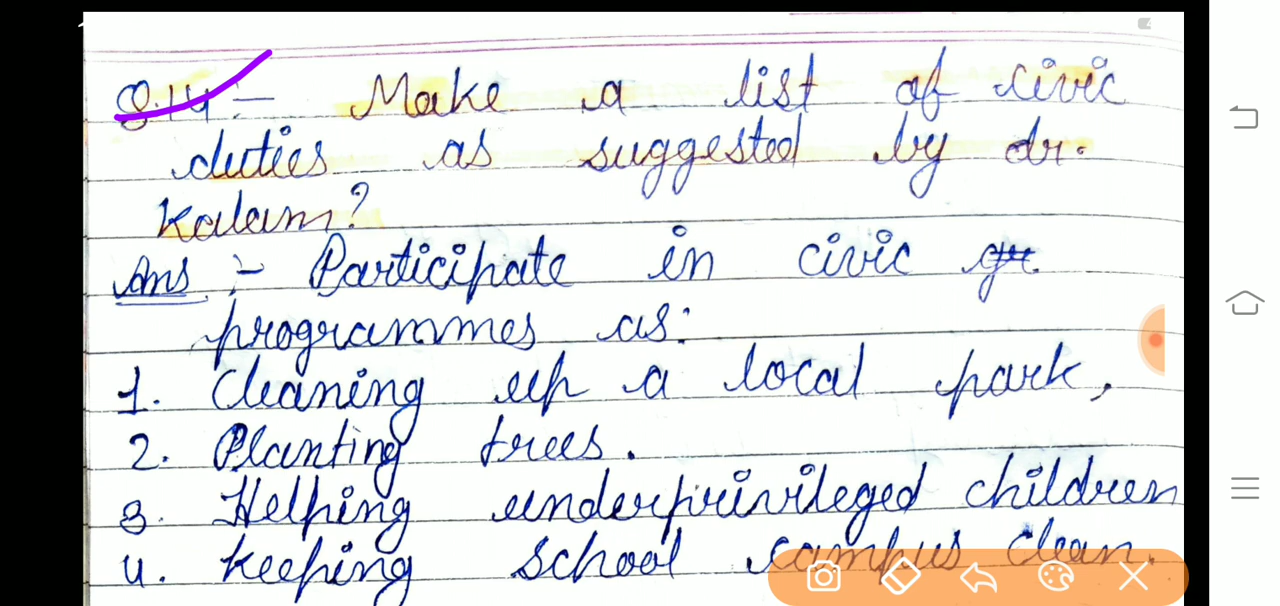 Q.14:- Make a list of civic
duties as suggested by dr.
Kalam?
Ans :- Participate in civic
programmes as:
1. Cleaning up a local park,
2. Planting trees.
3. Helping underprivileged children
4. Keeping school campus clean.